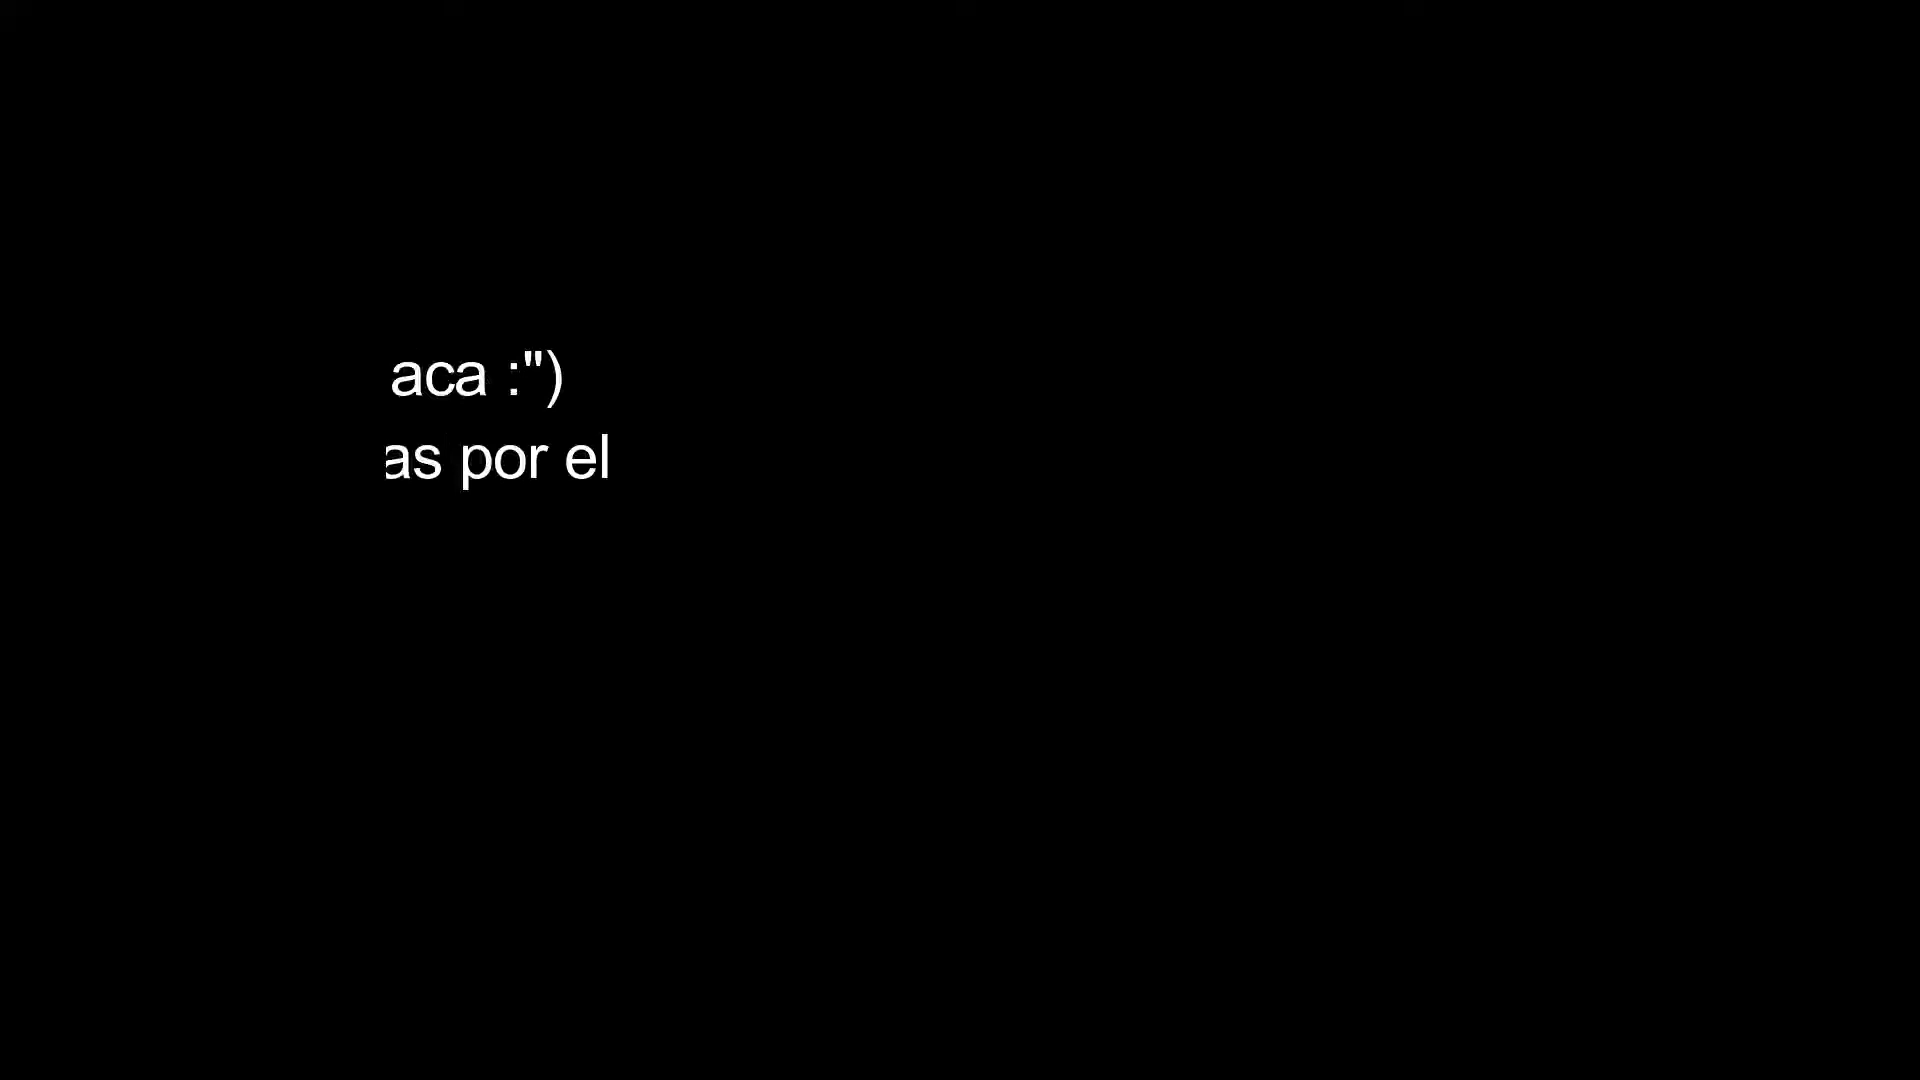 aca :")
as por el